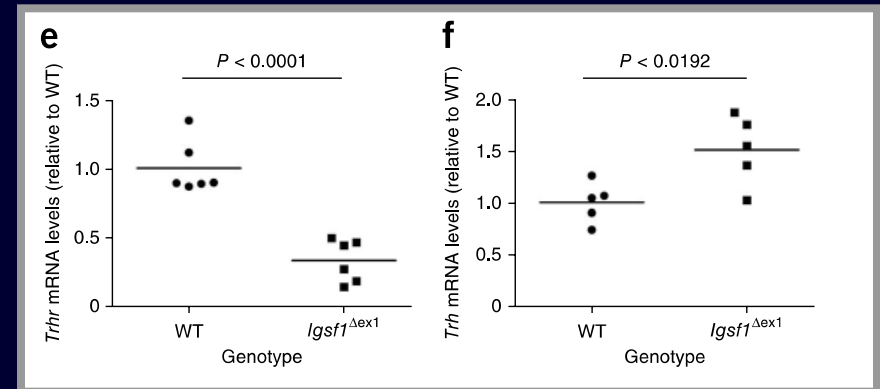 e
P < 0.0001
Trhr mRNA levels (relative to WT)
1.5
1.0
0.5
0
WT
Igsf1Δex1
Genotype
f
P < 0.0192
Trh mRNA levels (relative to WT)
2.0
1.5
1.0
0.5
0
WT
Igsf1Δex1
Genotype